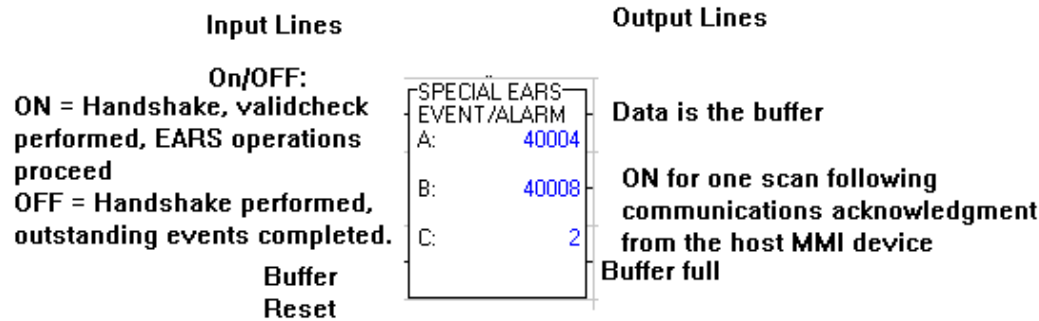 Input Lines
Output Lines
On/OFF:
ON = Handshake, validcheck
performed, EARS operations
proceed
OFF = Handshake performed,
outstanding events completed.
Buffer
Reset
SPECIAL EARS
EVENT/ALARM
A: 40004
B: 40008
C: 2
Data is the buffer
ON for one scan following
communications acknowledgment
from the host MMI device
Buffer full